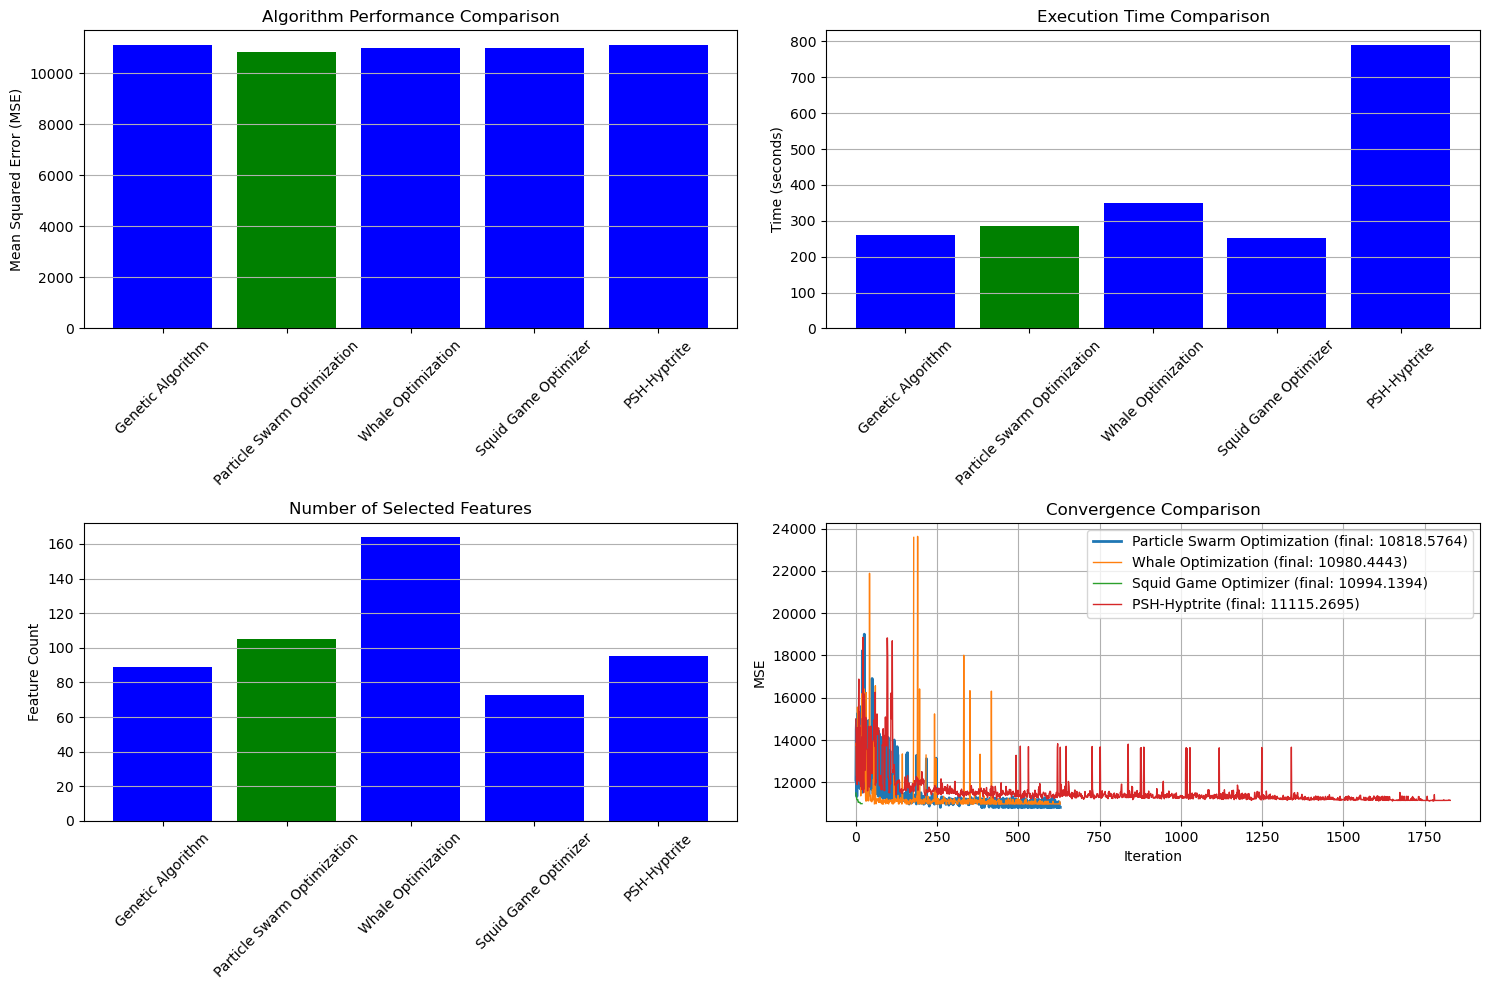 Algorithm Performance Comparison
Mean Squared Error (MSE)
10000
8000
6000
4000
2000
0
Genetic Algorithm
Particle Swarm Optimization
Whale Optimization
Squid Game Optimizer
PSH-Hyptrite
Execution Time Comparison
Time (seconds)
800
700
600
500
400
300
200
100
0
Genetic Algorithm
Particle Swarm Optimization
Whale Optimization
Squid Game Optimizer
PSH-Hyptrite
Number of Selected Features
Feature Count
160
140
120
100
80
60
40
20
0
Genetic Algorithm
Particle Swarm Optimization
Whale Optimization
Squid Game Optimizer
PSH-Hyptrite
Convergence Comparison
MSE
24000
22000
20000
18000
16000
14000
12000
Particle Swarm Optimization (final: 10818.5764)
Whale Optimization (final: 10980.4443)
Squid Game Optimizer (final: 10994.1394)
PSH-Hyptrite (final: 11115.2695)
0 250 500 750 1000 1250 1500 1750
Iteration